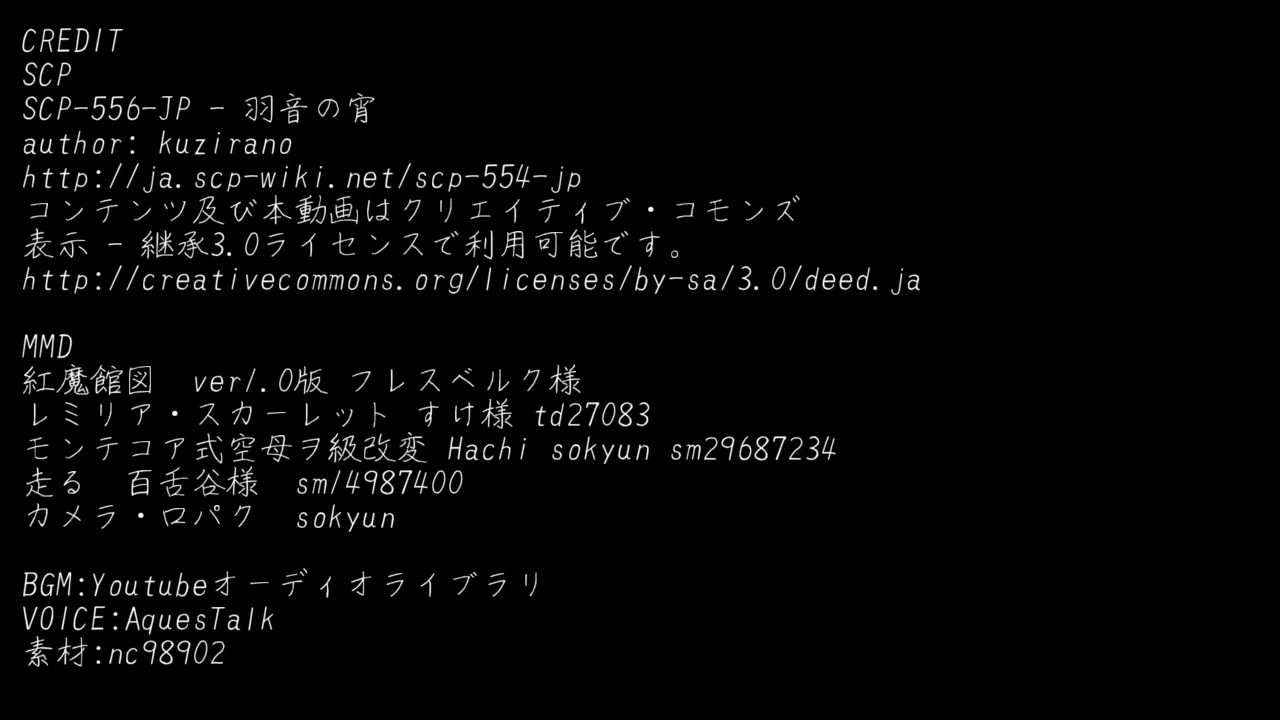 CREDIT
SCP
SCP-556-JP - 羽音の宵
author: kuzirano
http://ja.scp-wiki.net/scp-554-jp
コンテンツ及び本動画はクリエイティブ・コモンズ
表示 - 継承3.0ライセンスで利用可能です。
http://creativecommons.org/licenses/by-sa/3.0/deed.ja
MMD
紅魔館図 ver1.0版 フレスベルク様
レミリア・スカーレット すけ様 td27083
モンテコア式空母ヲ級改変 Hachi sokyun sm29687234
走る 百舌谷様 sm14987400
カメラ・口パク sokyun
BGM:Youtubeオーディオライブラリ
VOICE:AquesTalk
素材:nc98902